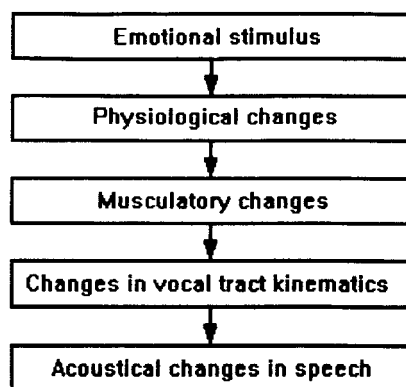 Emotional stimulus
Physiological changes
Musculatory changes
Changes in vocal tract kinematics
Acoustical changes in speech